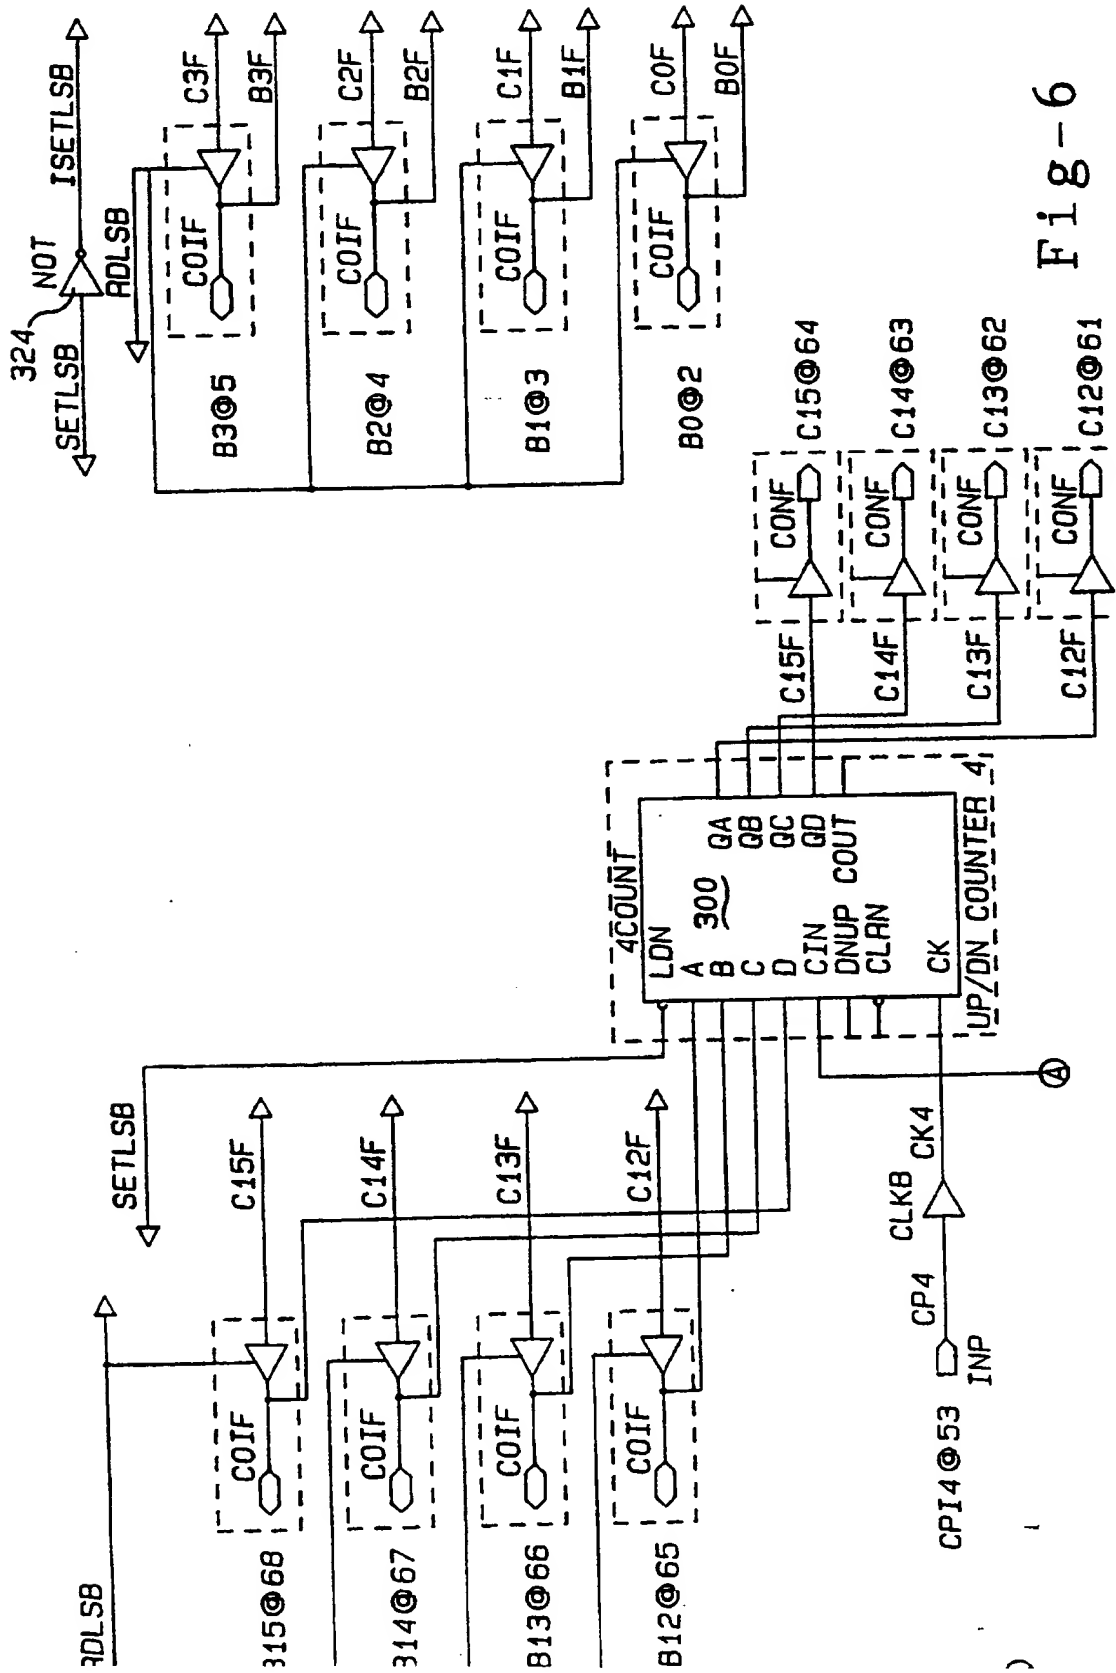 324
NOT
SETLSB
ISETLSB
RDLSB
COIF
C3F
B3F
B3@5
COIF
C2F
B2F
B2@4
COIF
C1F
B1F
B1@3
COIF
C0F
B0F
B0@2
RDLSB
SETLSB
COIF
C15F
B15@68
COIF
C14F
B14@67
COIF
C13F
B13@66
COIF
C12F
B12@65
4COUNT
300
LDN
A
B
C
D
CIN
DNUP
CLRN
CK
QA
QB
QC
QD
COUT
UP/DN COUNTER 4
C15F
CONF
C15@64
C14F
CONF
C14@63
C13F
CONF
C13@62
C12F
CONF
C12@61
A
CPI4@53
INP
CP4
CLKB
CK4
Fig-6